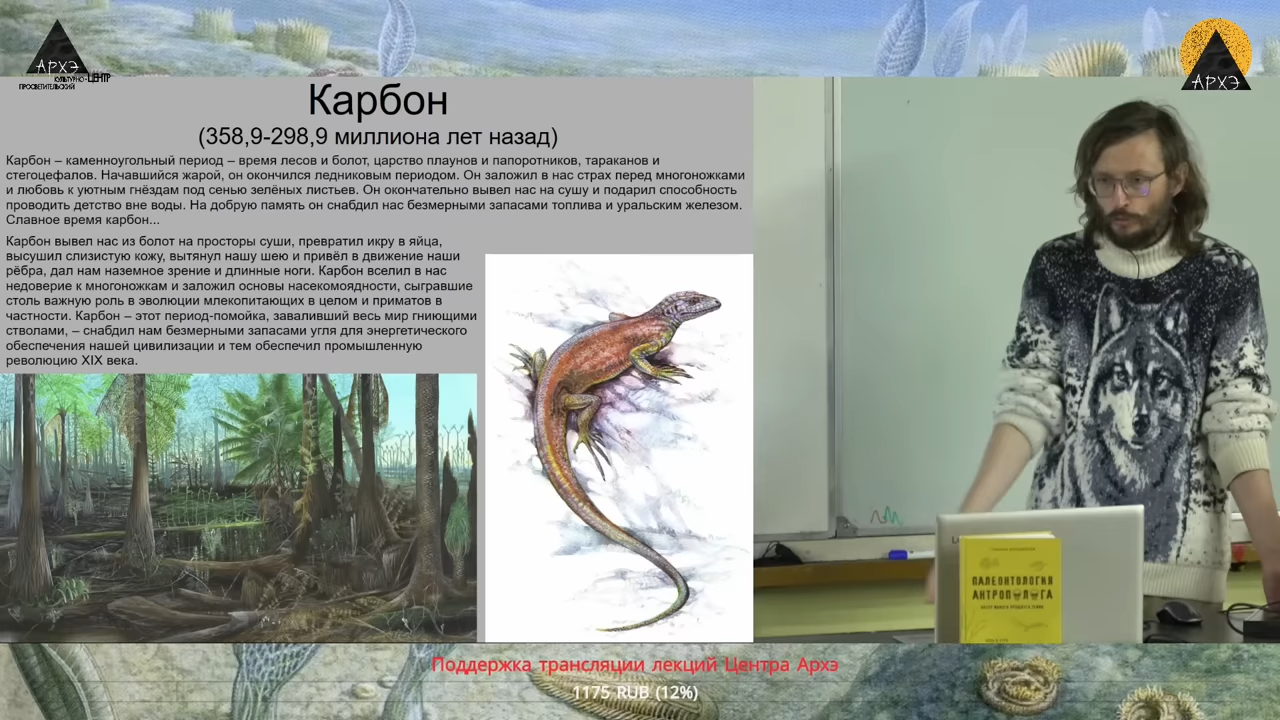 АРХЭ
КУЛЬТУРНО-
ПРОСВЕТИТЕЛЬСКИЙ
ЦЕНТР
АРХЭ
Карбон
(358,9-298,9 миллиона лет назад)
Карбон – каменноугольный период – время лесов и болот, царство плаунов и папоротников, тараканов и
стегоцефалов. Начавшийся жарой, он окончился ледниковым периодом. Он заложил в нас страх перед многоножками
и любовь к уютным гнёздам под сенью зелёных листьев. Он окончательно вывел нас на сушу и подарил способность
проводить детство вне воды. На добрую память он снабдил нас безмерными запасами топлива и уральским железом.
Славное время карбон...
Карбон вывел нас из болот на просторы суши, превратил икру в яйца,
высушил слизистую кожу, вытянул нашу шею и привёл в движение наши
рёбра, дал нам наземное зрение и длинные ноги. Карбон вселил в нас
недоверие к многоножкам и заложил основы насекомоядности, сыгравшие
столь важную роль в эволюции млекопитающих в целом и приматов в
частности. Карбон – этот период-помойка, заваливший весь мир гниющими
стволами, – снабдил нам безмерными запасами угля для энергетического
обеспечения нашей цивилизации и тем обеспечил промышленную
революцию XIX века.
ПАЛЕОНТОЛОГИЯ
АНТРОПОЛОГА
Поддержка трансляции лекций Центра Архэ
1175 RUB (12%)